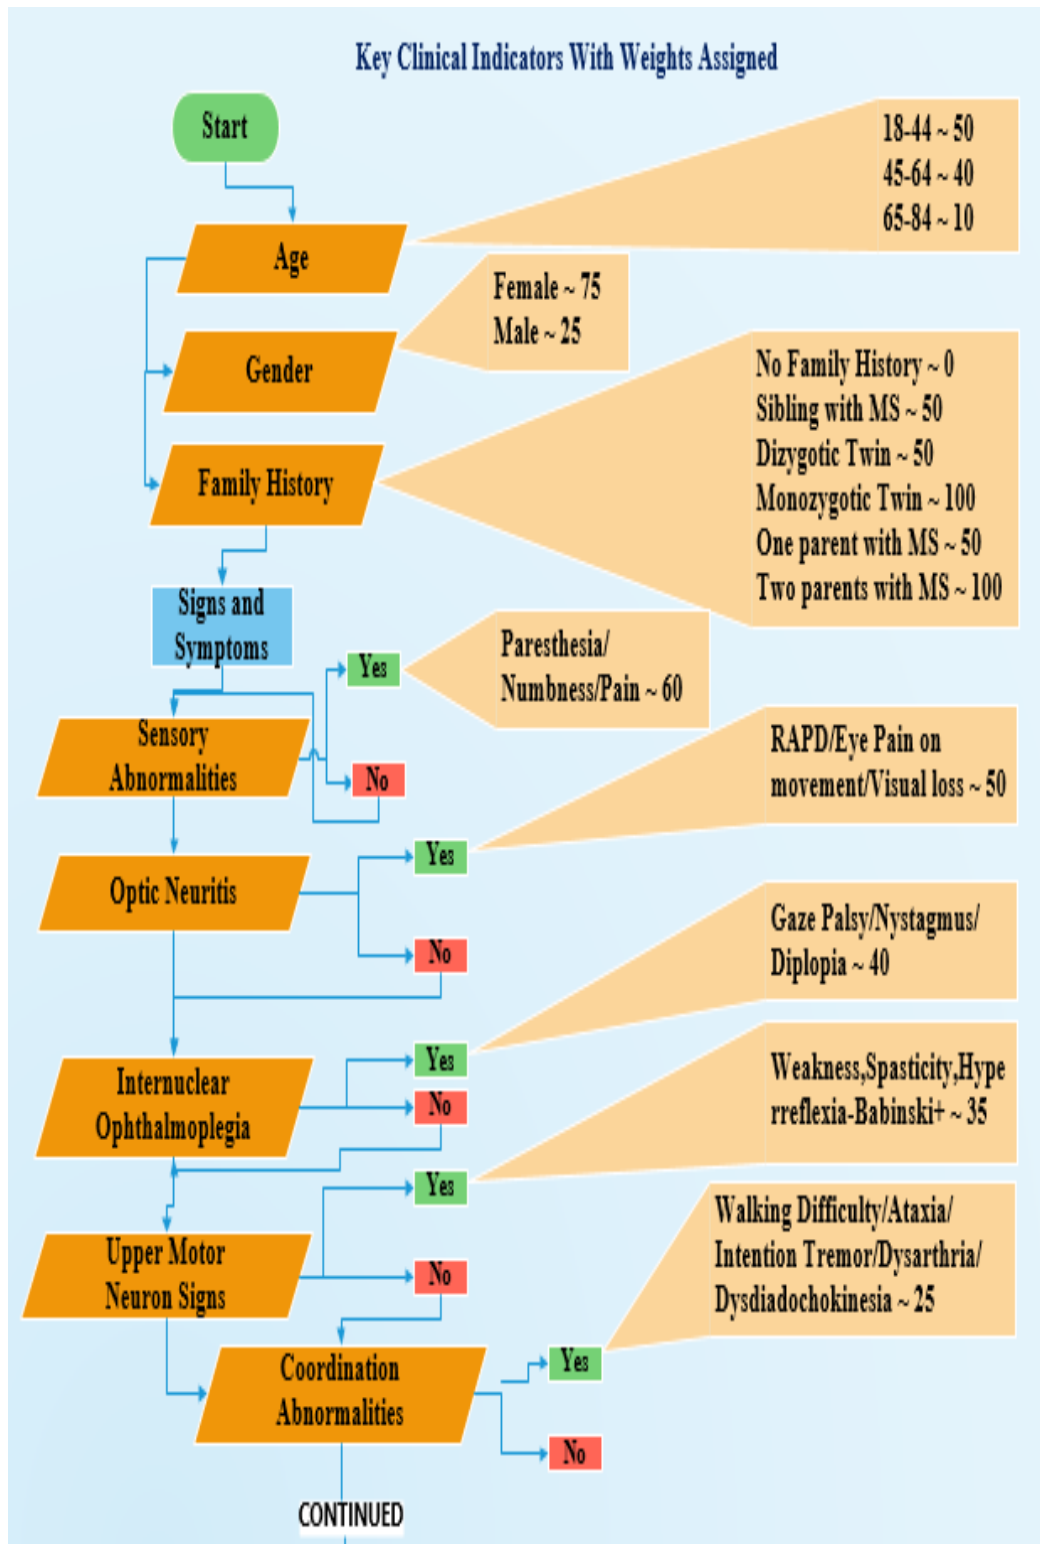 Key Clinical Indicators With Weights Assigned
Start
18-44 ~ 50
45-64 ~ 40
65-84 ~ 10
Age
Female ~ 75
Male ~ 25
Gender
No Family History ~ 0
Sibling with MS ~ 50
Dizygotic Twin ~ 50
Monozygotic Twin ~ 100
One parent with MS ~ 50
Two parents with MS ~ 100
Family History
Signs and
Symptoms
Yes
Paresthesia/
Numbness/Pain ~ 60
Sensory
Abnormalities
No
RAPD/Eye Pain on
movement/Visual loss ~ 50
Yes
Optic Neuritis
No
Gaze Palsy/Nystagmus/
Diplopia ~ 40
Yes
Internuclear
Ophthalmoplegia
No
Weakness,Spasticity,Hype
rreflexia-Babinski+ ~ 35
Yes
Upper Motor
Neuron Signs
No
Walking Difficulty/Ataxia/
Intention Tremor/Dysarthria/
Dysdiadochokinesia ~ 25
Yes
Coordination
Abnormalities
No
CONTINUED